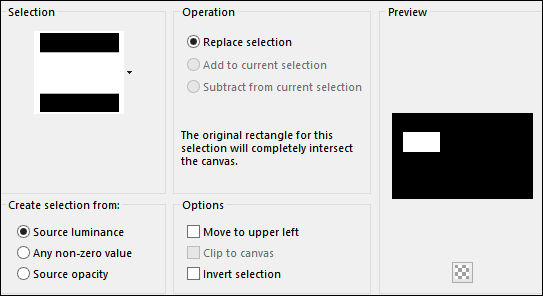 Selection
Operation
Replace selection
Add to current selection
Subtract from current selection
The original rectangle for this
selection will completely intersect
the canvas.
Preview
Create selection from:
Source luminance
Any non-zero value
Source opacity
Options
Move to upper left
Clip to canvas
Invert selection